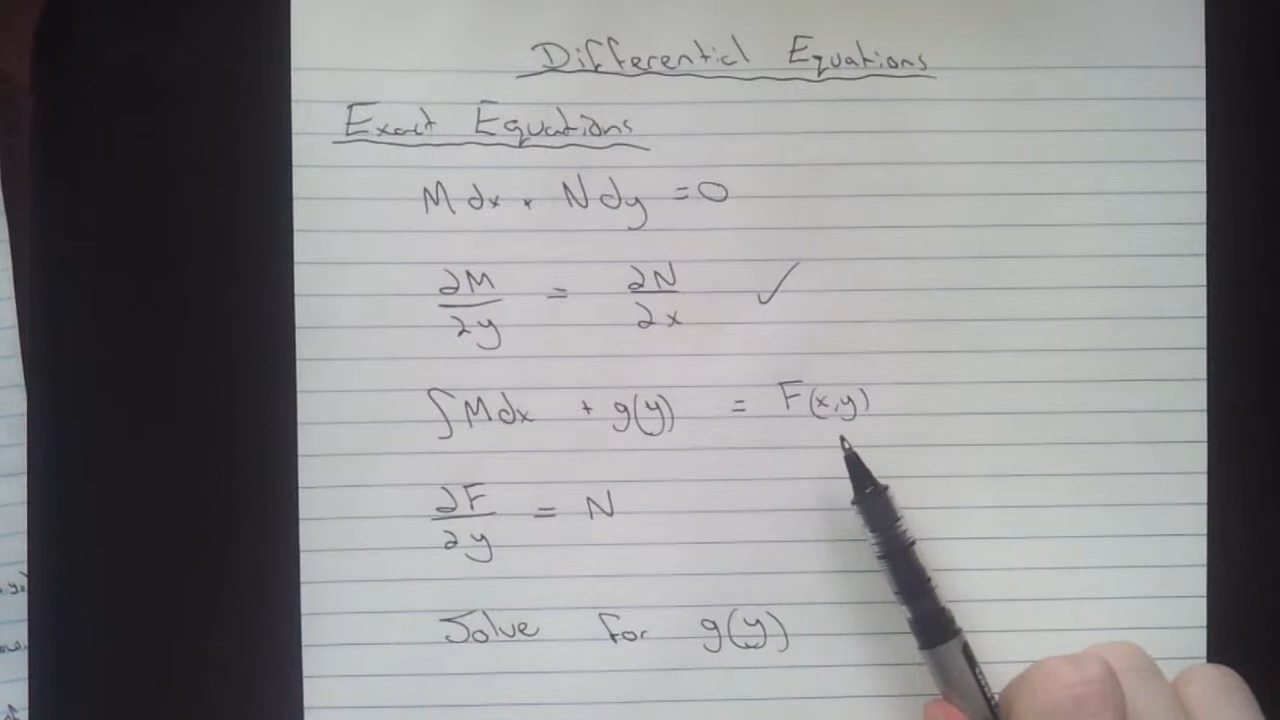 Differential Equations
Exact Equations
M dx + N dy = 0
∂M/∂y = ∂N/∂x ✓
∫M dx + g(y) = F(x,y)
∂F/∂y = N
Solve for g(y)